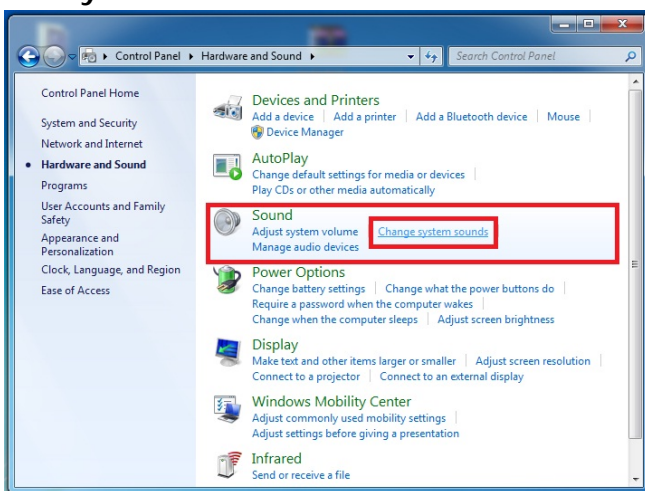 Control Panel ▸ Hardware and Sound ▸
Search Control Panel
Control Panel Home
System and Security
Network and Internet
Hardware and Sound
Programs
User Accounts and Family
Safety
Appearance and
Personalization
Clock, Language, and Region
Ease of Access
Devices and Printers
Add a device | Add a printer | Add a Bluetooth device | Mouse |
Device Manager
AutoPlay
Change default settings for media or devices |
Play CDs or other media automatically
Sound
Adjust system volume Change system sounds
Manage audio devices
Power Options
Change battery settings | Change what the power buttons do |
Require a password when the computer wakes |
Change when the computer sleeps | Adjust screen brightness
Display
Make text and other items larger or smaller | Adjust screen resolution |
Connect to a projector | Connect to an external display
Windows Mobility Center
Adjust commonly used mobility settings |
Adjust settings before giving a presentation
Infrared
Send or receive a file